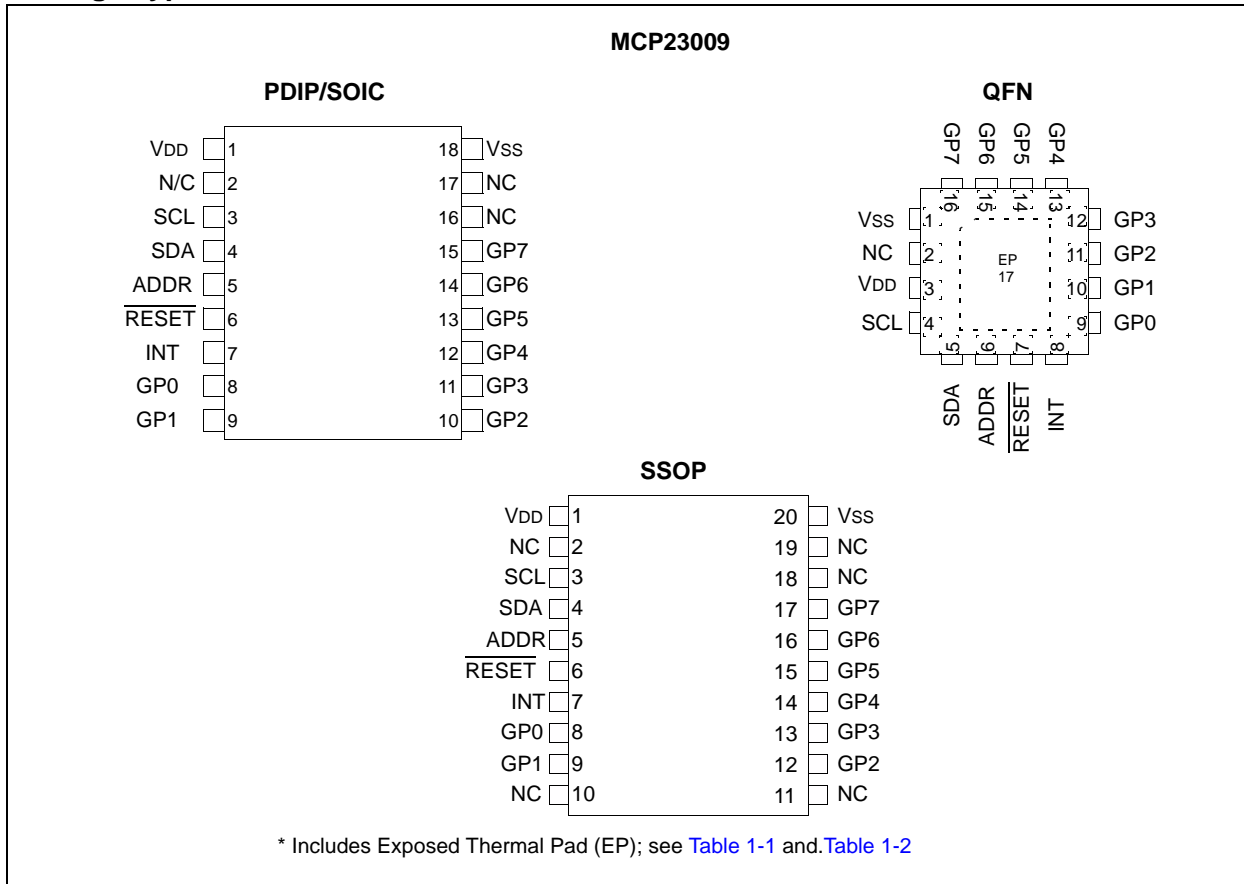 MCP23009
PDIP/SOIC
VDD 1 18 VSS
N/C 2 17 NC
SCL 3 16 NC
SDA 4 15 GP7
ADDR 5 14 GP6
RESET 6 13 GP5
INT 7 12 GP4
GP0 8 11 GP3
GP1 9 10 GP2
QFN
GP7 GP6 GP5 GP4
16 15 14 13
VSS 1 12 GP3
NC 2 11 GP2
VDD 3 10 GP1
SCL 4 9 GP0
EP
17
5 6 7 8
SDA ADDR RESET INT
SSOP
VDD 1 20 VSS
NC 2 19 NC
SCL 3 18 NC
SDA 4 17 GP7
ADDR 5 16 GP6
RESET 6 15 GP5
INT 7 14 GP4
GP0 8 13 GP3
GP1 9 12 GP2
NC 10 11 NC
* Includes Exposed Thermal Pad (EP); see Table 1-1 and.Table 1-2